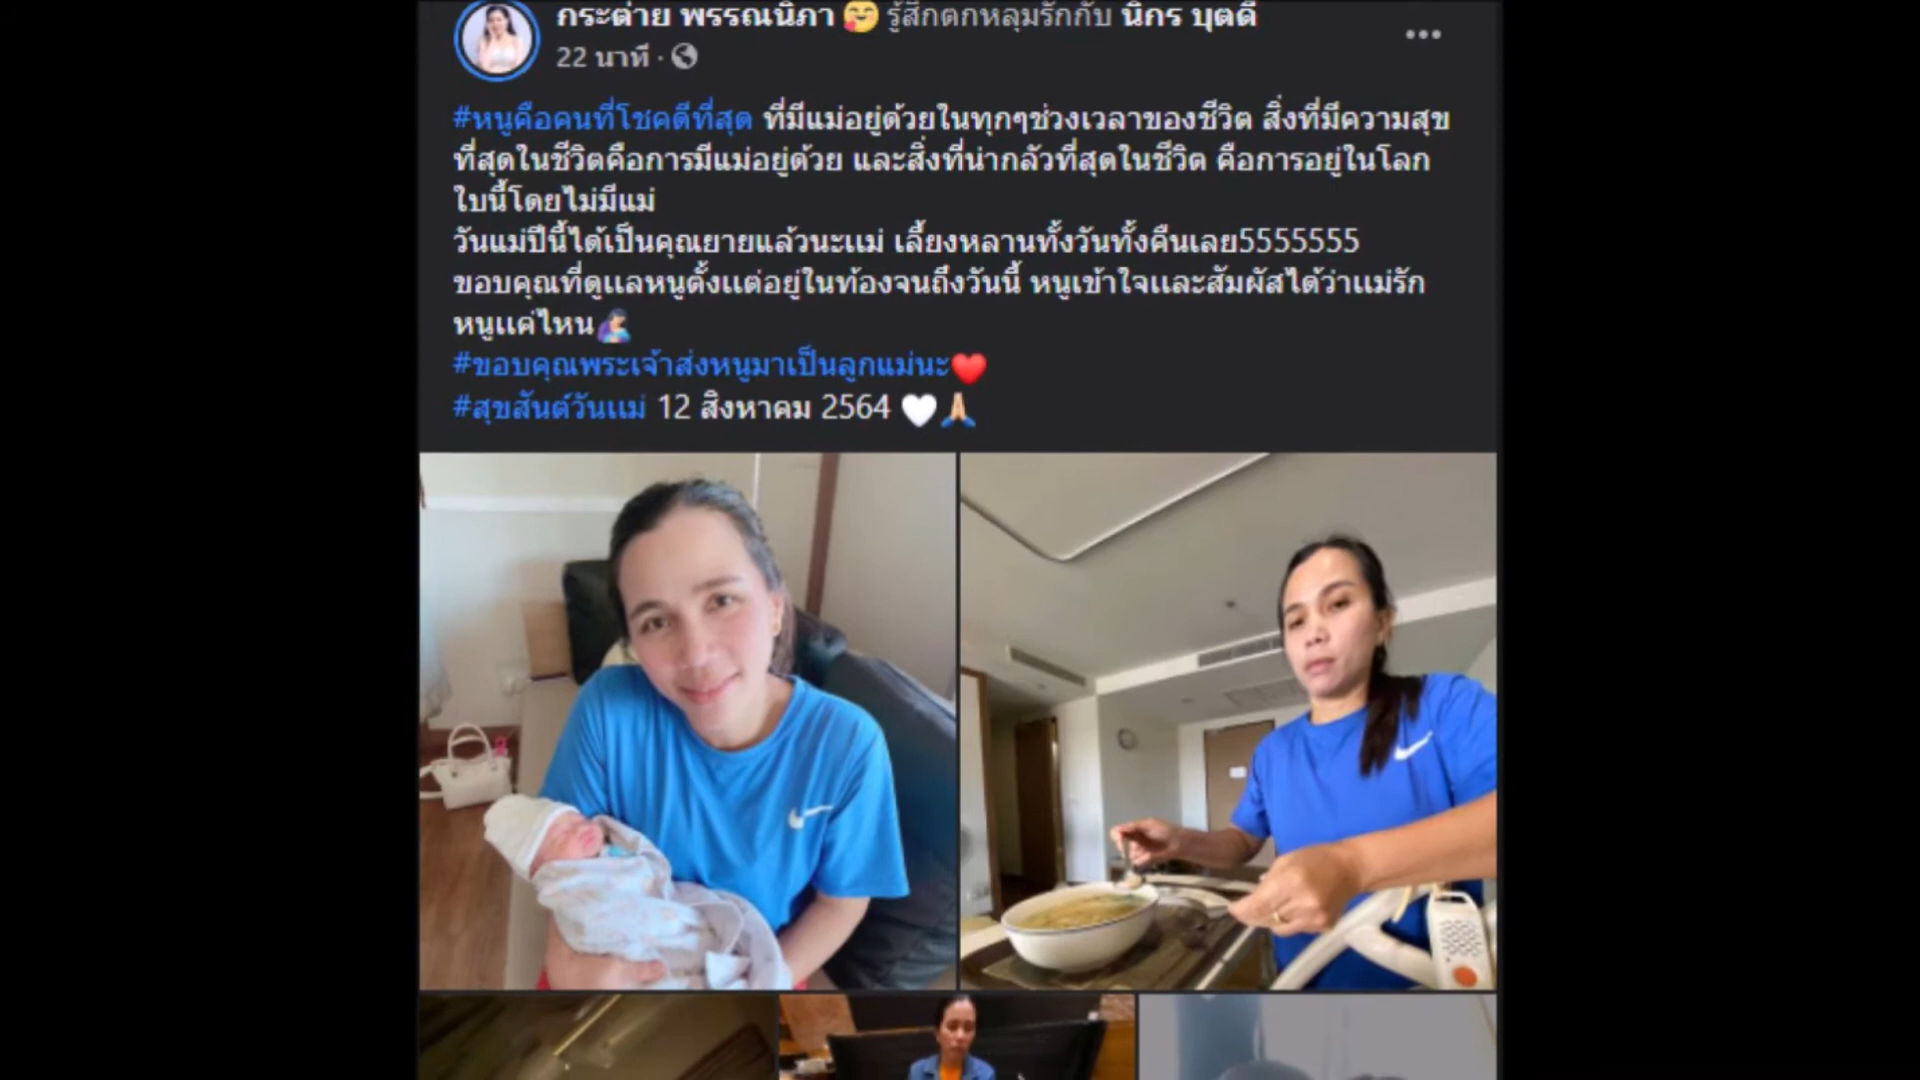 กระต่าย พรรณนิภา 🥰 รู้สึกตกหลุมรักกับ นิกร บุตดี
22 นาที ·
#หนูคือคนที่โชคดีที่สุด ที่มีแม่อยู่ด้วยในทุกๆช่วงเวลาของชีวิต สิ่งที่มีความสุข
ที่สุดในชีวิตคือการมีแม่อยู่ด้วย และสิ่งที่น่ากลัวที่สุดในชีวิต คือการอยู่ในโลก
ใบนี้โดยไม่มีแม่
วันแม่ปีนี้ได้เป็นคุณยายแล้วนะแม่ เลี้ยงหลานทั้งวันทั้งคืนเลย5555555
ขอบคุณที่ดูแลหนูตั้งแต่อยู่ในท้องจนถึงวันนี้ หนูเข้าใจและสัมผัสได้ว่าแม่รัก
หนูแค่ไหน🤱🏻
#ขอบคุณพระเจ้าส่งหนูมาเป็นลูกแม่นะ❤️
#สุขสันต์วันแม่ 12 สิงหาคม 2564 🤍🙏🏻